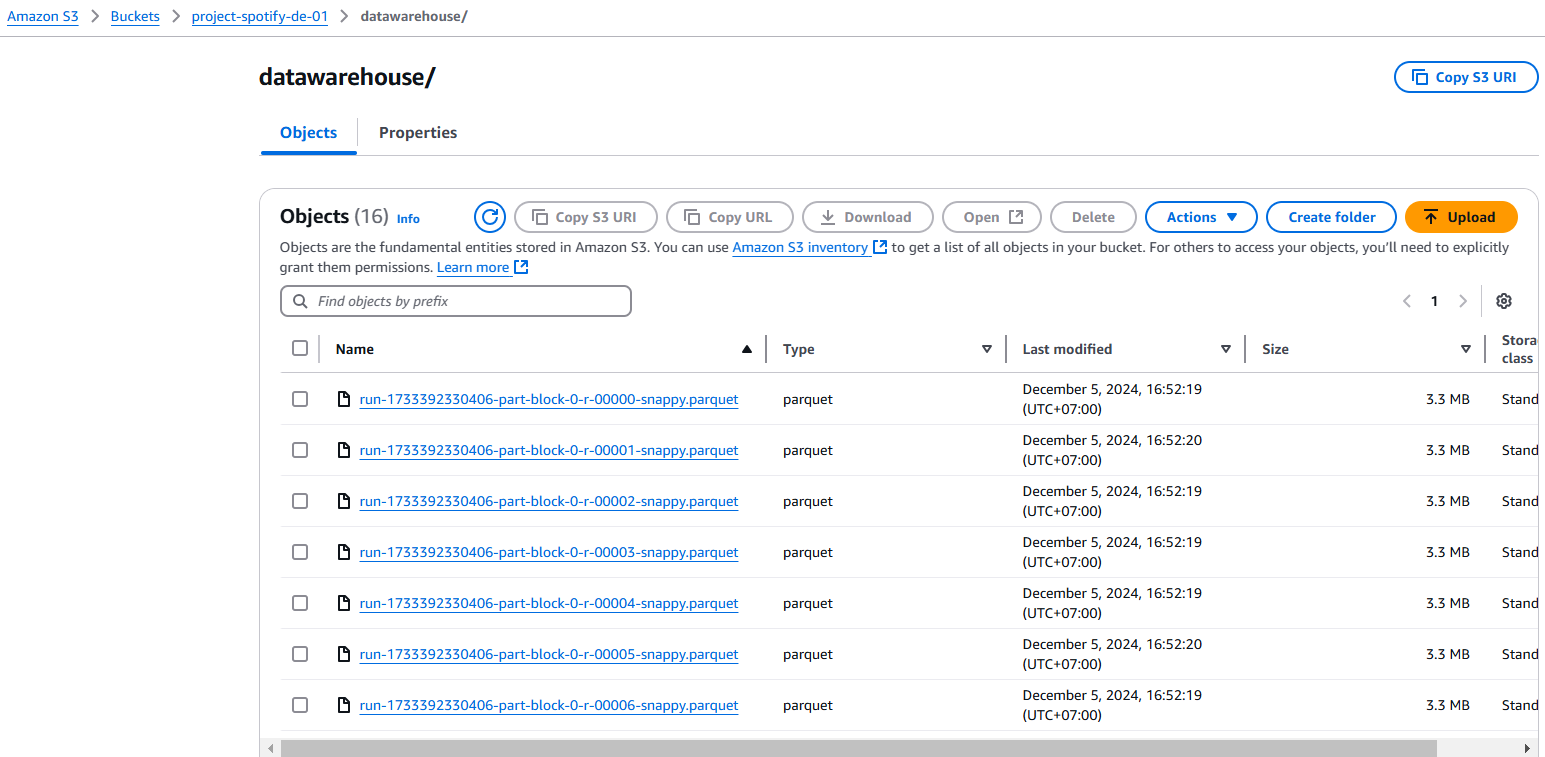 Amazon S3 > Buckets > project-spotify-de-01 > datawarehouse/
datawarehouse/
Copy S3 URI
Objects Properties
Objects (16) Info
Copy S3 URI Copy URL Download Open Delete Actions Create folder Upload
Objects are the fundamental entities stored in Amazon S3. You can use Amazon S3 inventory to get a list of all objects in your bucket. For others to access your objects, you'll need to explicitly
grant them permissions. Learn more
Find objects by prefix
1
Name Type Last modified Size Stora
class
run-1733392330406-part-block-0-r-00000-snappy.parquet parquet December 5, 2024, 16:52:19 3.3 MB Stand
(UTC+07:00)
run-1733392330406-part-block-0-r-00001-snappy.parquet parquet December 5, 2024, 16:52:20 3.3 MB Stand
(UTC+07:00)
run-1733392330406-part-block-0-r-00002-snappy.parquet parquet December 5, 2024, 16:52:19 3.3 MB Stand
(UTC+07:00)
run-1733392330406-part-block-0-r-00003-snappy.parquet parquet December 5, 2024, 16:52:19 3.3 MB Stand
(UTC+07:00)
run-1733392330406-part-block-0-r-00004-snappy.parquet parquet December 5, 2024, 16:52:19 3.3 MB Stand
(UTC+07:00)
run-1733392330406-part-block-0-r-00005-snappy.parquet parquet December 5, 2024, 16:52:20 3.3 MB Stand
(UTC+07:00)
run-1733392330406-part-block-0-r-00006-snappy.parquet parquet December 5, 2024, 16:52:19 3.3 MB Stand
(UTC+07:00)